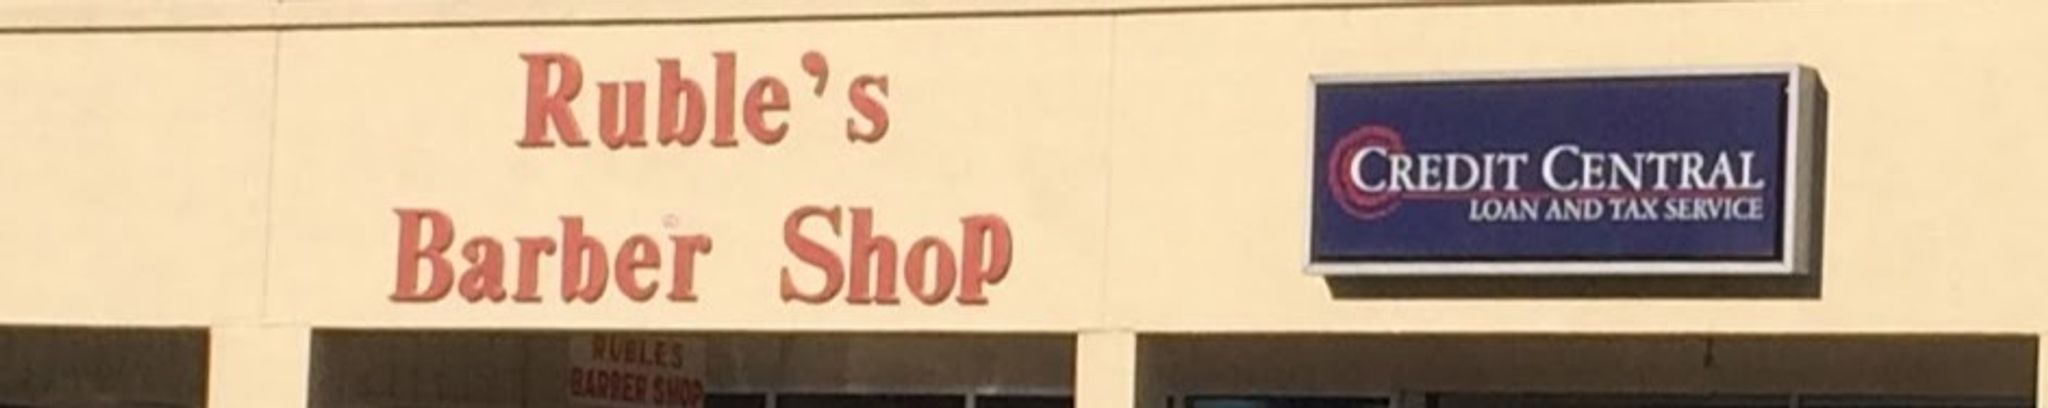 Ruble's
Barber Shop
RUBLES
BARBER SHOP
CREDIT CENTRAL
LOAN AND TAX SERVICE